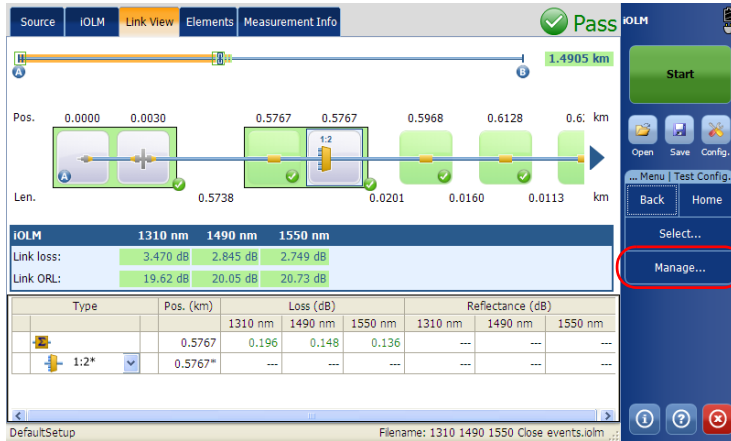 Source iOLM Link View Elements Measurement Info Pass iOLM
1.4905 km
A B
Start
Pos. 0.0000 0.0030 0.5767 0.5767 0.5968 0.6128 0.6: km
1:2
Open Save Config.
A
... Menu | Test Config.
Len. 0.5738 0.0201 0.0160 0.0113 km
Back Home
iOLM 1310 nm 1490 nm 1550 nm
Select...
Link loss: 3.470 dB 2.845 dB 2.749 dB
Manage...
Link ORL: 19.62 dB 20.05 dB 20.73 dB
Type Pos. (km) Loss (dB) Reflectance (dB)
1310 nm 1490 nm 1550 nm 1310 nm 1490 nm 1550 nm
Σ 0.5767 0.196 0.148 0.136 --- --- ---
1:2* 0.5767* --- --- --- --- --- ---
DefaultSetup Filename: 1310 1490 1550 Close events.iolm